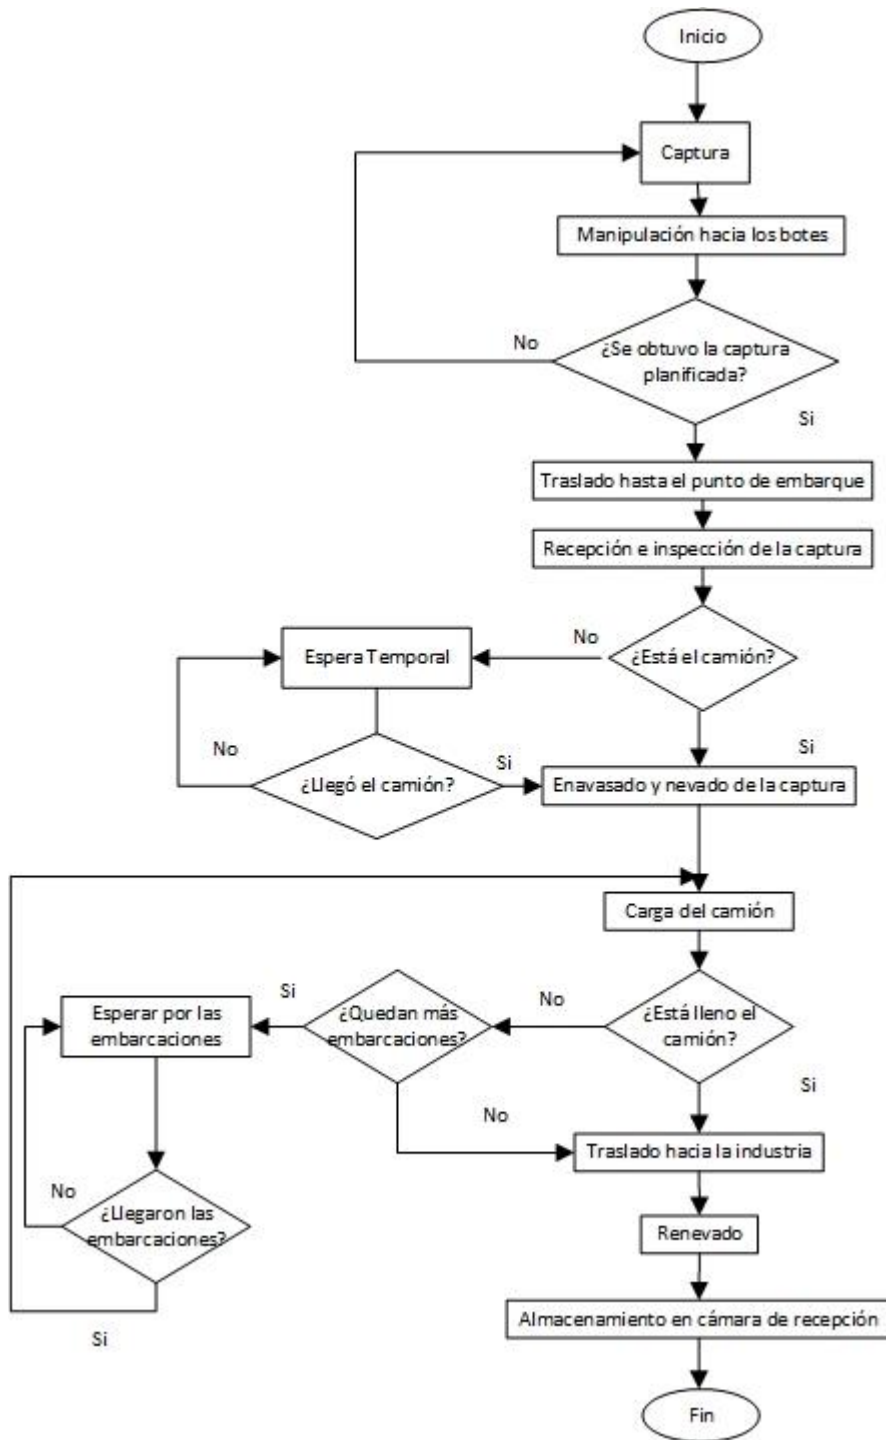 Inicio
Captura
Manipulación hacia los botes
No
¿Se obtuvo la captura
planificada?
Si
Traslado hasta el punto de embarque
Recepción e inspección de la captura
Espera Temporal
No
¿Está el camión?
No
¿Llegó el camión?
Si
Si
Enavasado y nevado de la captura
Carga del camión
Esperar por las
embarcaciones
Si
¿Quedan más
embarcaciones?
No
¿Está lleno el
camión?
Si
No
Traslado hacia la industria
No
¿Llegaron las
embarcaciones?
Si
Renevado
Almacenamiento en cámara de recepción
Fin